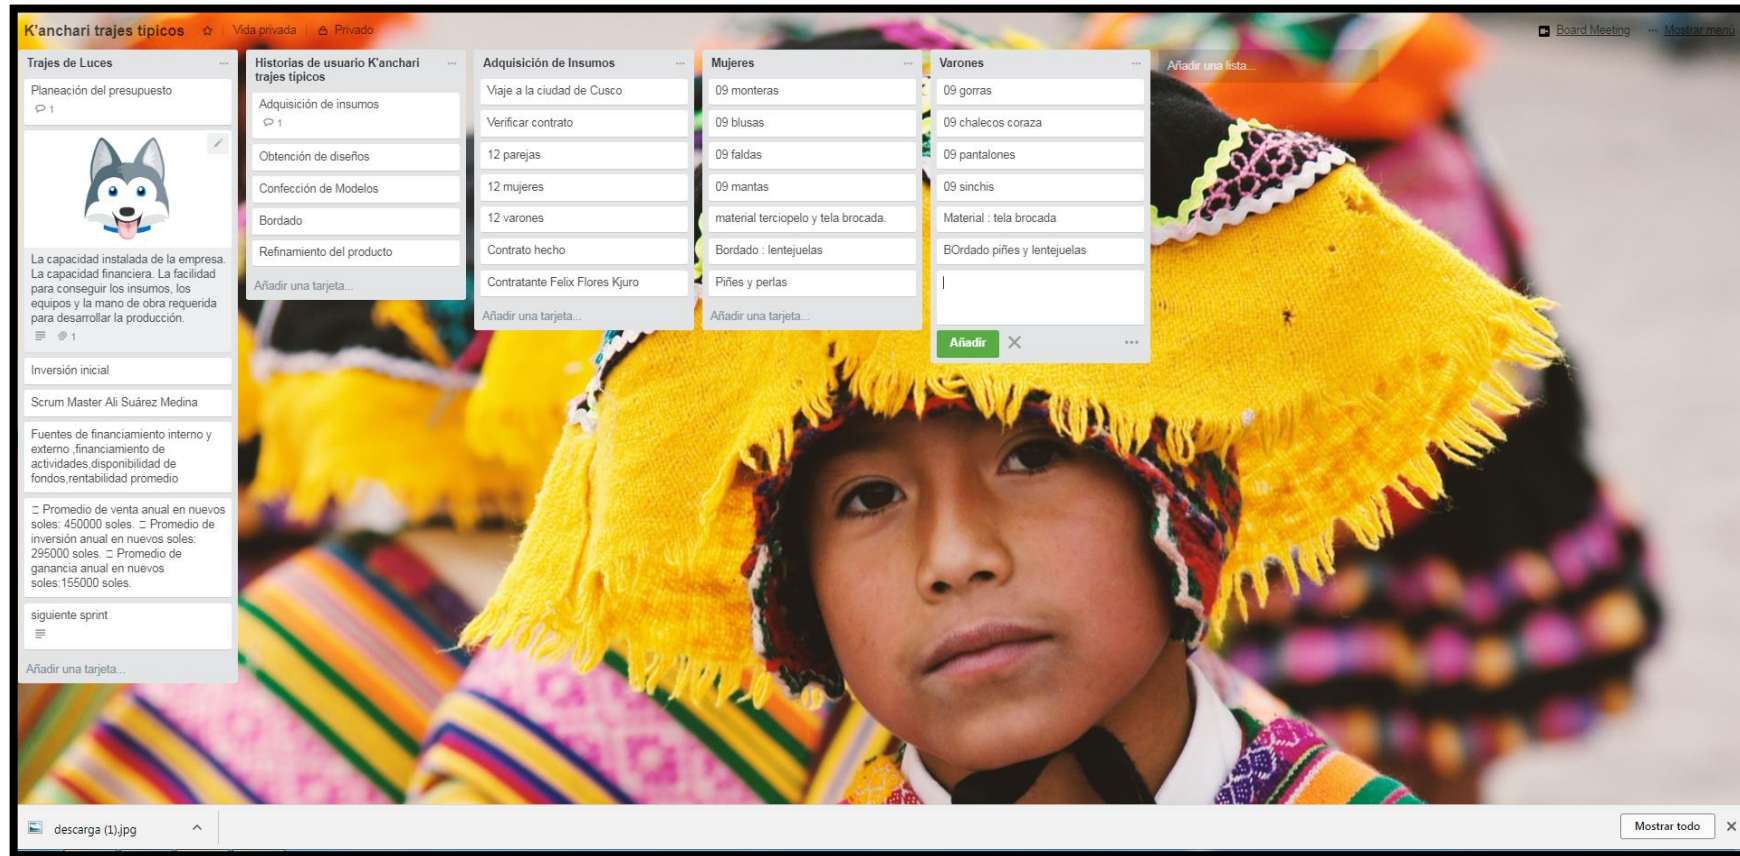 K'anchari trajes típicos
Vida privada
Privado
Board Meeting
Mostrar menú
Trajes de Luces
Planeación del presupuesto
1
La capacidad instalada de la empresa.
La capacidad financiera. La facilidad
para conseguir los insumos, los
equipos y la mano de obra requerida
para desarrollar la producción.
1
Inversión inicial
Scrum Master Ali Suárez Medina
Fuentes de financiamiento interno y
externo ,financiamiento de
actividades,disponibilidad de
fondos,rentabilidad promedio
□ Promedio de venta anual en nuevos
soles: 450000 soles. □ Promedio de
inversión anual en nuevos soles:
295000 soles. □ Promedio de
ganancia anual en nuevos
soles:155000 soles.
siguiente sprint
Añadir una tarjeta...
Historias de usuario K'anchari
trajes típicos
Adquisición de insumos
1
Obtención de diseños
Confección de Modelos
Bordado
Refinamiento del producto
Añadir una tarjeta...
Adquisición de Insumos
Viaje a la ciudad de Cusco
Verificar contrato
12 parejas
12 mujeres
12 varones
Contrato hecho
Contratante Felix Flores Kjuro
Añadir una tarjeta...
Mujeres
09 monteras
09 blusas
09 faldas
09 mantas
material terciopelo y tela brocada.
Bordado : lentejuelas
Piñes y perlas
Añadir una tarjeta...
Varones
09 gorras
09 chalecos coraza
09 pantalones
09 sinchis
Material : tela brocada
BOrdado piñes y lentejuelas
Añadir
Añadir una lista...
descarga (1).jpg
Mostrar todo